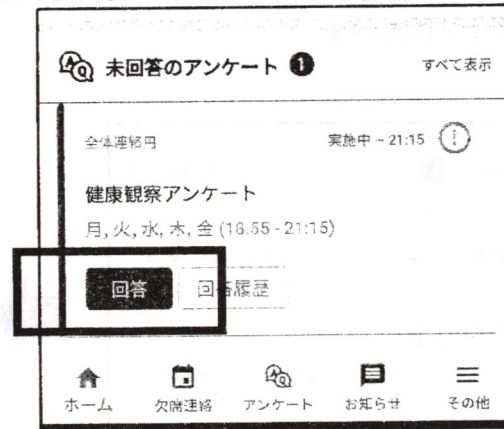 未回答のアンケート 1 すべて表示
全体連絡用 実施中 ~ 21:15
健康観察アンケート
月, 火, 水, 木, 金 (18:55 - 21:15)
回答 回答履歴
ホーム 欠席連絡 アンケート お知らせ その他